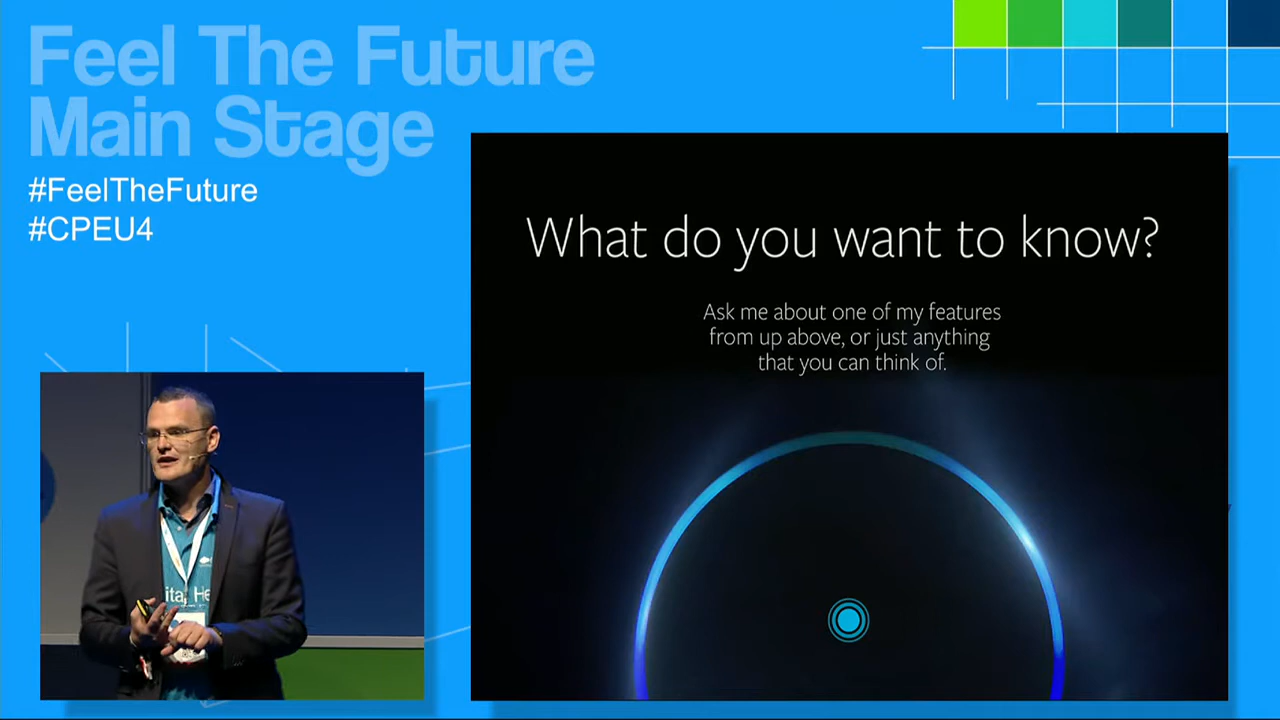 Feel The Future
Main Stage
#FeelTheFuture
#CPEU4
What do you want to know?
Ask me about one of my features
from up above, or just anything
that you can think of.